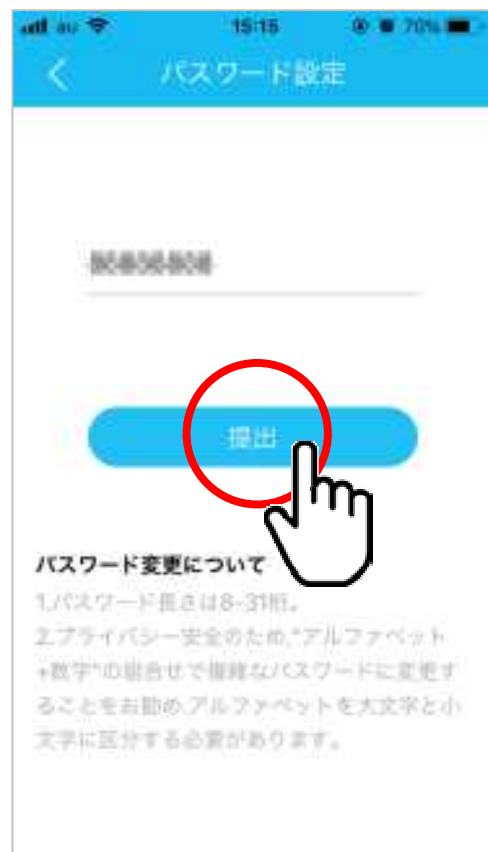 au 15:15 70%
パスワード設定
提出
パスワード変更について
1.パスワード長さは8-31桁。
2.プライバシー安全のため,"アルファベット
+数字"の組合せで複雑なパスワードに変更す
ることをお勧め.アルファベットを大文字と小
文字に区分する必要があります。